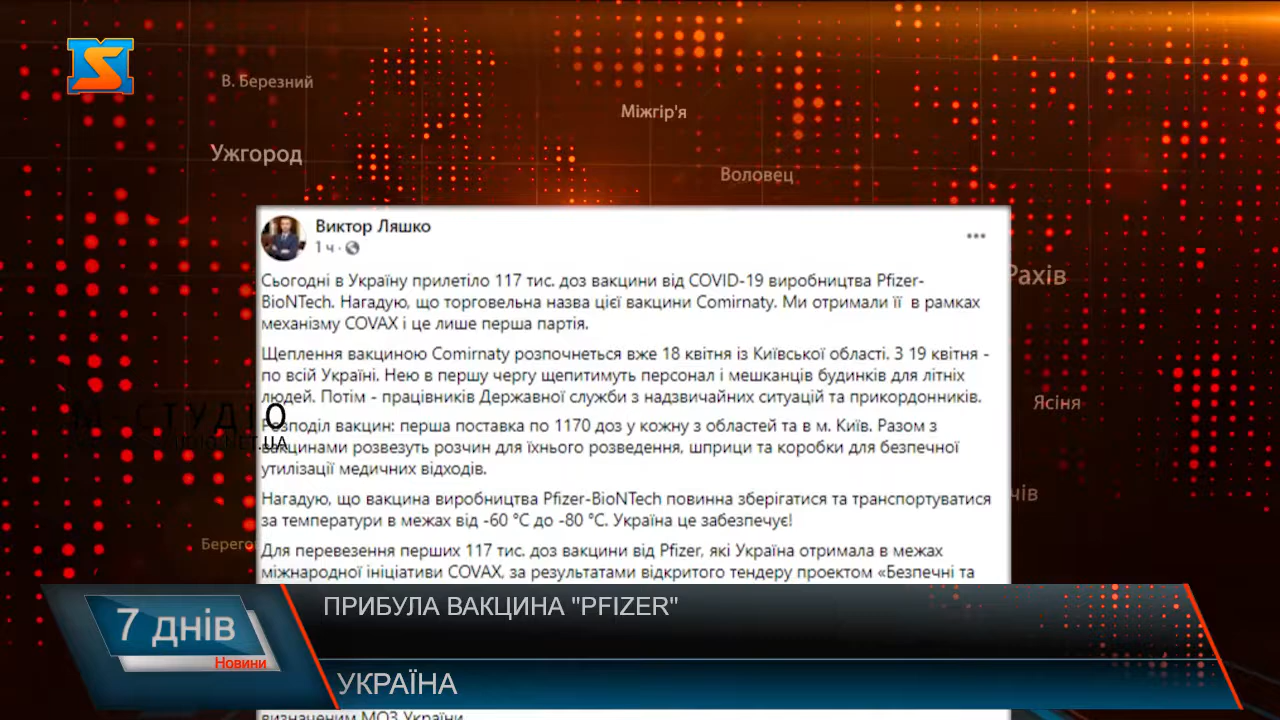 В. Березний
Міжгір'я
Ужгород
Воловец
Виктор Ляшко
1 ч ·
Рахів
Сьогодні в Україну прилетіло 117 тис. доз вакцини від COVID-19 виробництва Pfizer-
BioNTech. Нагадую, що торговельна назва цієї вакцини Comirnaty. Ми отримали її в рамках
механізму COVAX і це лише перша партія.
Щеплення вакциною Comirnaty розпочнеться вже 18 квітня із Київської області. З 19 квітня -
по всій Україні. Нею в першу чергу щепитимуть персонал і мешканців будинків для літніх
людей. Потім - працівників Державної служби з надзвичайних ситуацій та прикордонників.
Ясіня
М-СТУДІО
Розподіл вакцин: перша поставка по 1170 доз у кожну з областей та в м. Київ. Разом з
вакцинами розвезуть розчин для їхнього розведення, шприци та коробки для безпечної
утилізації медичних відходів.
Нагадую, що вакцина виробництва Pfizer-BioNTech повинна зберігатися та транспортуватися
за температури в межах від -60 °C до -80 °C. Україна це забезпечує!
чів
Берего
Для перевезення перших 117 тис. доз вакцини від Pfizer, які Україна отримала в межах
міжнародної ініціативи COVAX, за результатами відкритого тендеру проектом «Безпечні та
ПРИБУЛА ВАКЦИНА "PFIZER"
7 днів
Новини
УКРАЇНА
визначеним МОЗ України